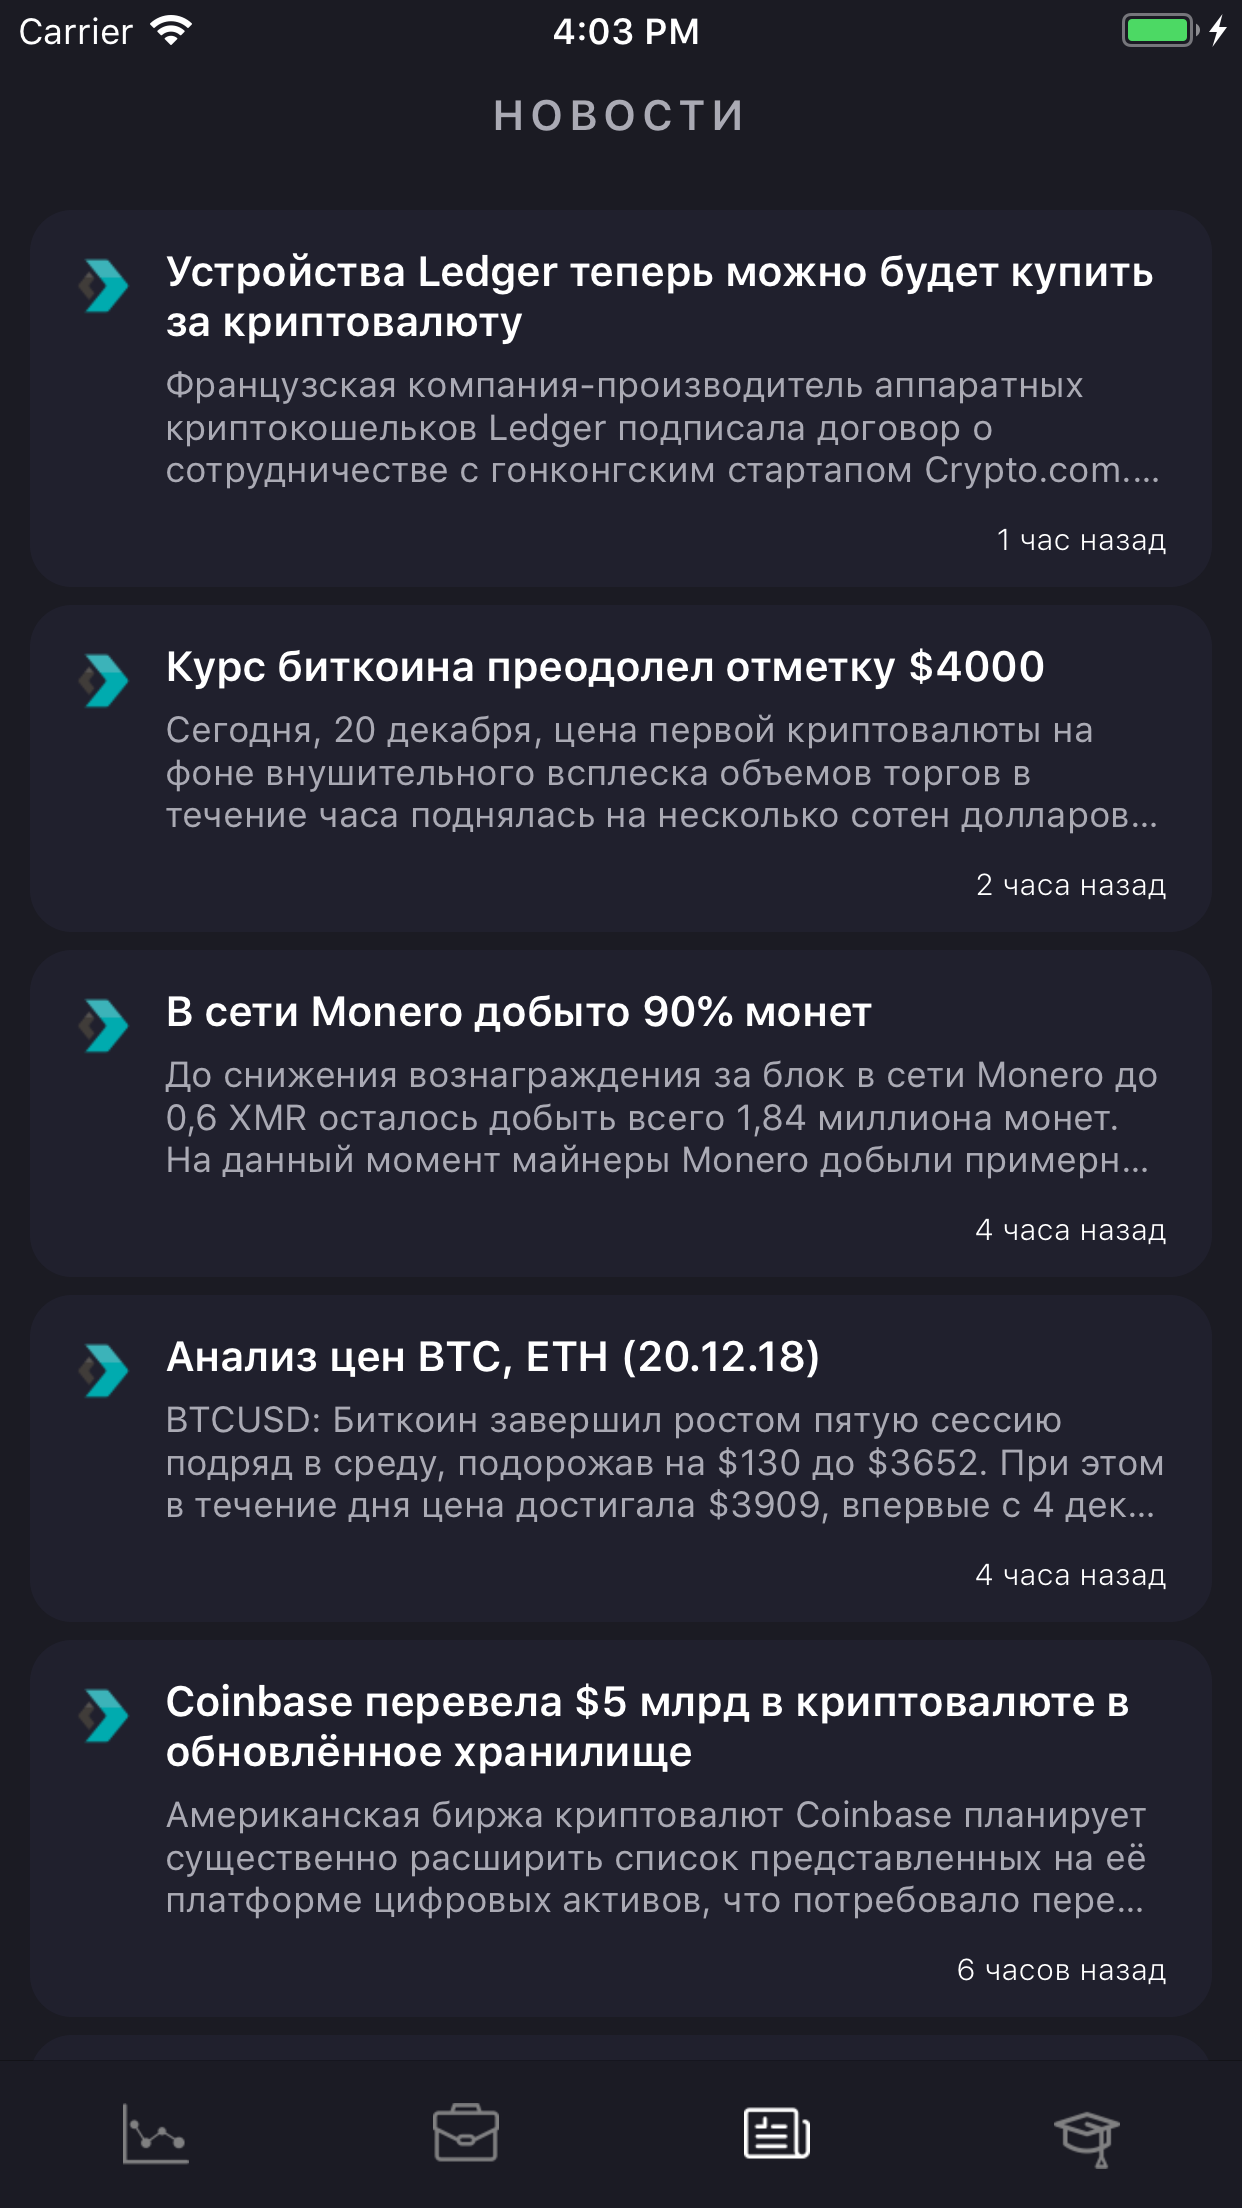 Carrier
4:03 PM
НОВОСТИ
Устройства Ledger теперь можно будет купить
за криптовалюту
Французская компания-производитель аппаратных
криптокошельков Ledger подписала договор о
сотрудничестве с гонконгским стартапом Crypto.com....
1 час назад
Курс биткоина преодолел отметку $4000
Сегодня, 20 декабря, цена первой криптовалюты на
фоне внушительного всплеска объемов торгов в
течение часа поднялась на несколько сотен долларов...
2 часа назад
В сети Monero добыто 90% монет
До снижения вознаграждения за блок в сети Monero до
0,6 XMR осталось добыть всего 1,84 миллиона монет.
На данный момент майнеры Monero добыли примерн...
4 часа назад
Анализ цен BTC, ETH (20.12.18)
BTCUSD: Биткоин завершил ростом пятую сессию
подряд в среду, подорожав на $130 до $3652. При этом
в течение дня цена достигала $3909, впервые с 4 дек...
4 часа назад
Coinbase перевела $5 млрд в криптовалюте в
обновлённое хранилище
Американская биржа криптовалют Coinbase планирует
существенно расширить список представленных на её
платформе цифровых активов, что потребовало пере...
6 часов назад